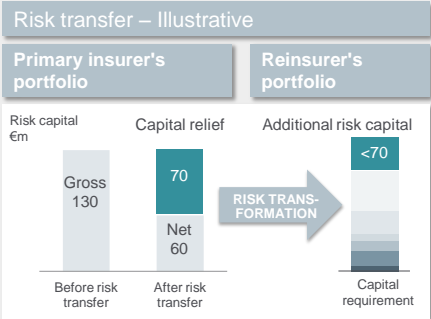 Risk transfer – Illustrative
Primary insurer's
portfolio
Reinsurer's
portfolio
Risk capital
€m
Capital relief
Additional risk capital
Gross
130
70
Net
60
RISK TRANS-
FORMATION
<70
Before risk
transfer
After risk
transfer
Capital
requirement